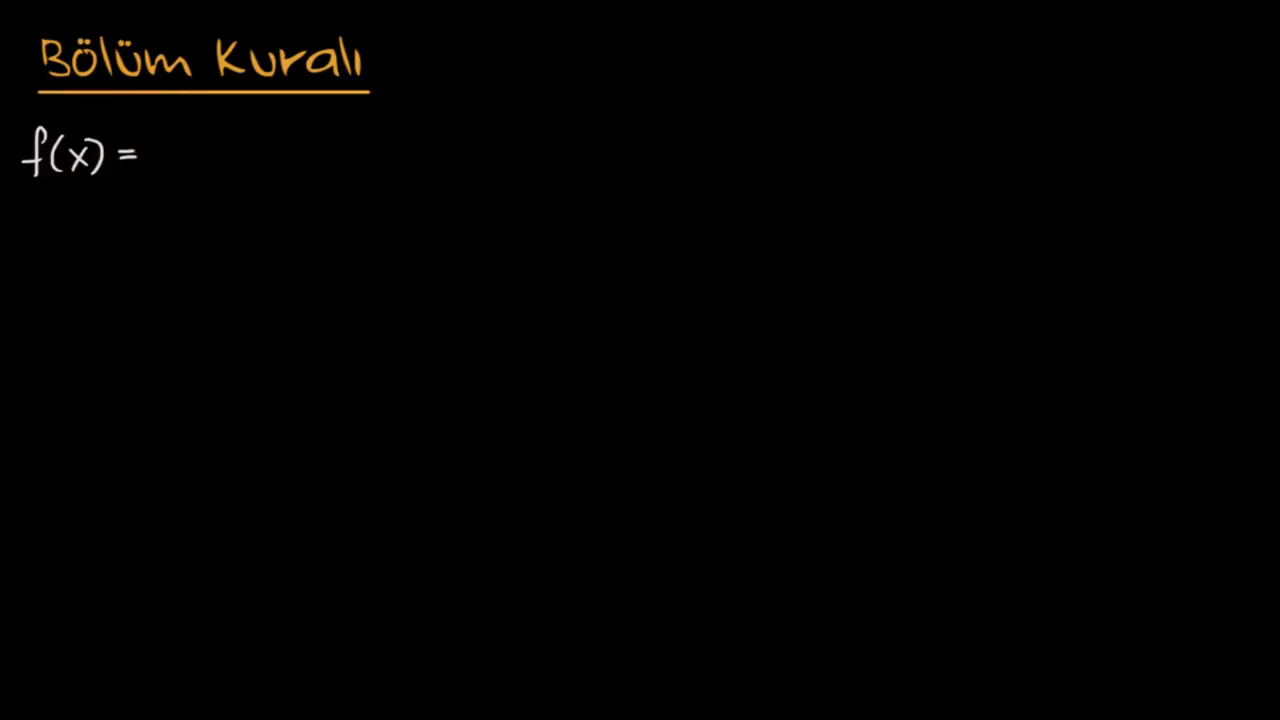 Bölüm Kuralı
f(x) =